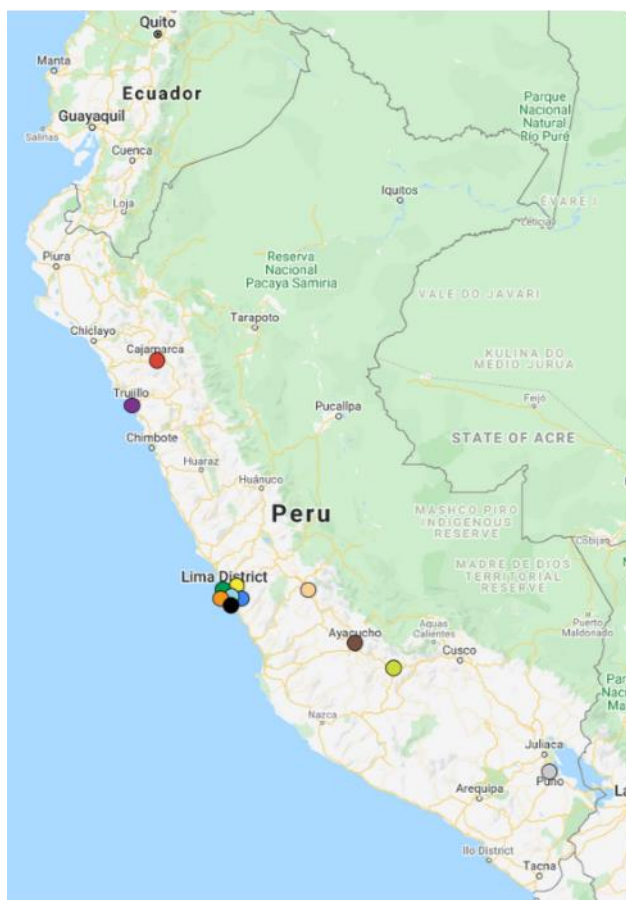 Quito
Manta
Ecuador
Parque
Nacional
Natural
Río Puré
Guayaquil
Salinas
Cuenca
Iquitos
ÉVARE I
Loja
Leticia
Piura
Reserva
Nacional
Pacaya Samiria
VALE DO JAVARI
Tarapoto
Chiclayo
Cajamarca
KULINA DO
MEDIO JURUA
Trujillo
Feijó
Pucallpa
Chimbote
STATE OF ACRE
Huaraz
Huánuco
Peru
MASHCO PIRO
INDIGENOUS
RESERVE
Cobijan
MADRE DE DIOS
TERRITORIAL
RESERVE
Lima District
Puerto
Maldonado
Aguas
Calientes
Ayacucho
Cusco
Nazca
Juliaca
Puno
Arequipa
Ilo District
Tacna